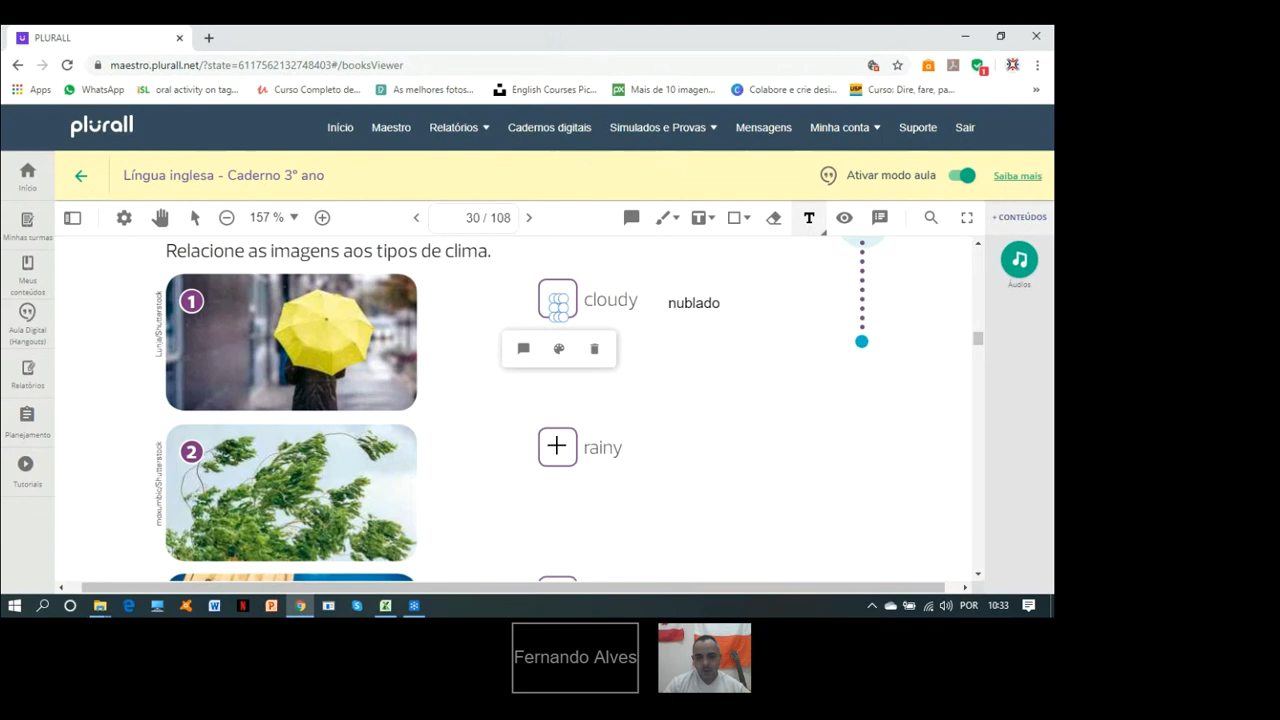 PLURALL
maestro.plurall.net/?state=6117562132748403#/booksViewer
Apps WhatsApp oral activity on tag... Curso Completo de... As melhores fotos... English Courses Pic... Mais de 10 imagen... Colabore e crie desi... Curso: Dire, fare, pa... »
plurall Início Maestro Relatórios Cadernos digitais Simulados e Provas Mensagens Minha conta Suporte Sair
Língua inglesa - Caderno 3º ano Ativar modo aula Saiba mais
157 % 30 / 108 T + CONTEÚDOS
Início
Minhas turmas
Meus conteúdos
Aula Digital (Hangouts)
Relatórios
Planejamento
Tutoriais
Áudios
Relacione as imagens aos tipos de clima.
1 cloudy nublado
Lunja/Shutterstock
2 rainy
maxumbio/Shutterstock
POR 10:33
Fernando Alves